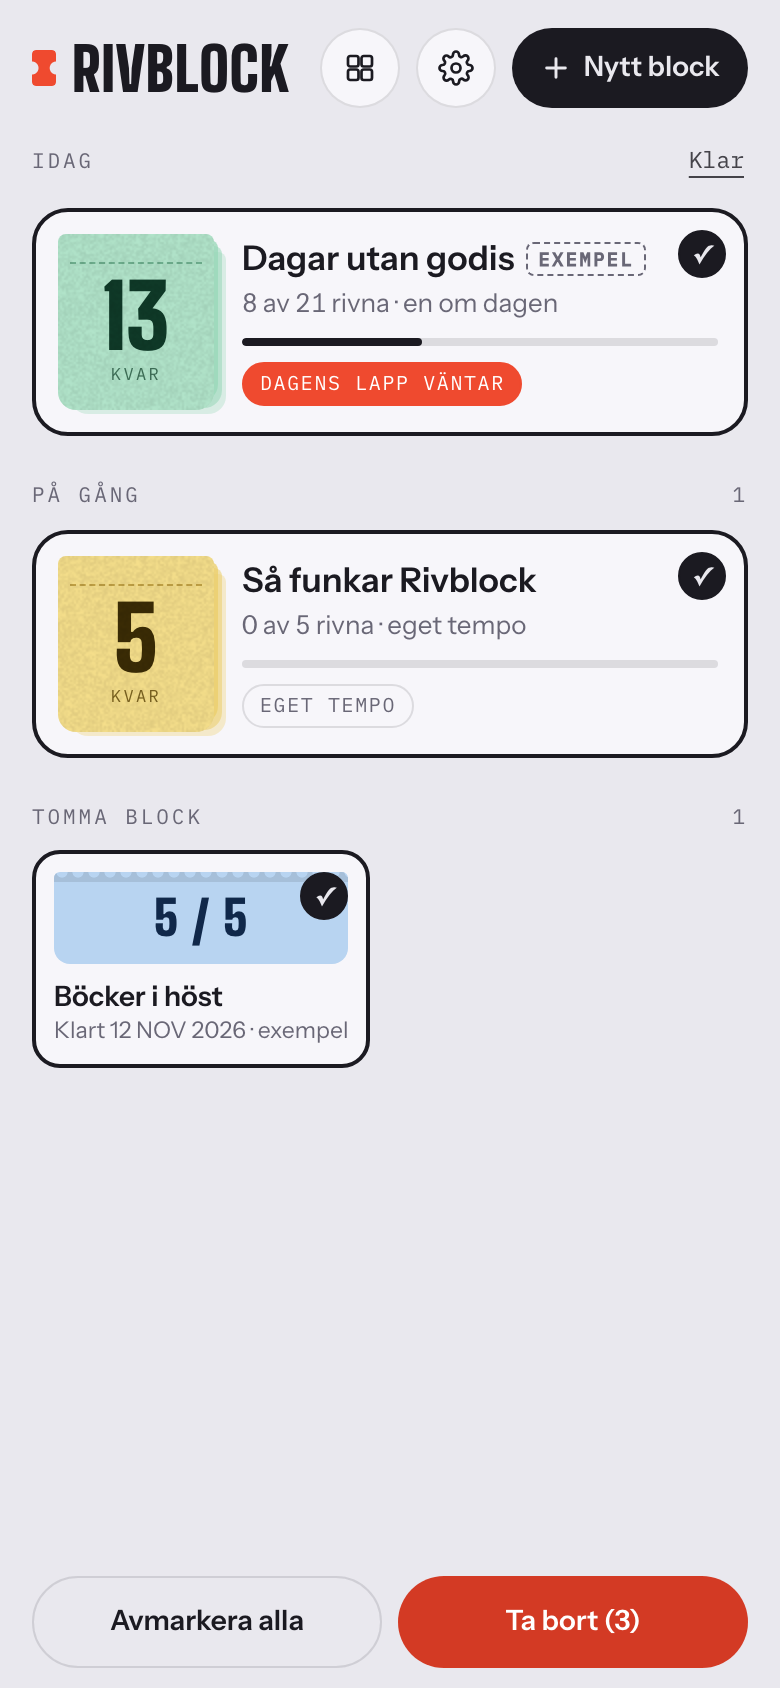 RIVBLOCK
+ Nytt block
IDAG
Klar
Dagar utan godis EXEMPEL
8 av 21 rivna · en om dagen
13
KVAR
DAGENS LAPP VÄNTAR
PÅ GÅNG
1
Så funkar Rivblock
0 av 5 rivna · eget tempo
5
KVAR
EGET TEMPO
TOMMA BLOCK
1
5 / 5
Böcker i höst
Klart 12 NOV 2026 · exempel
Avmarkera alla
Ta bort (3)